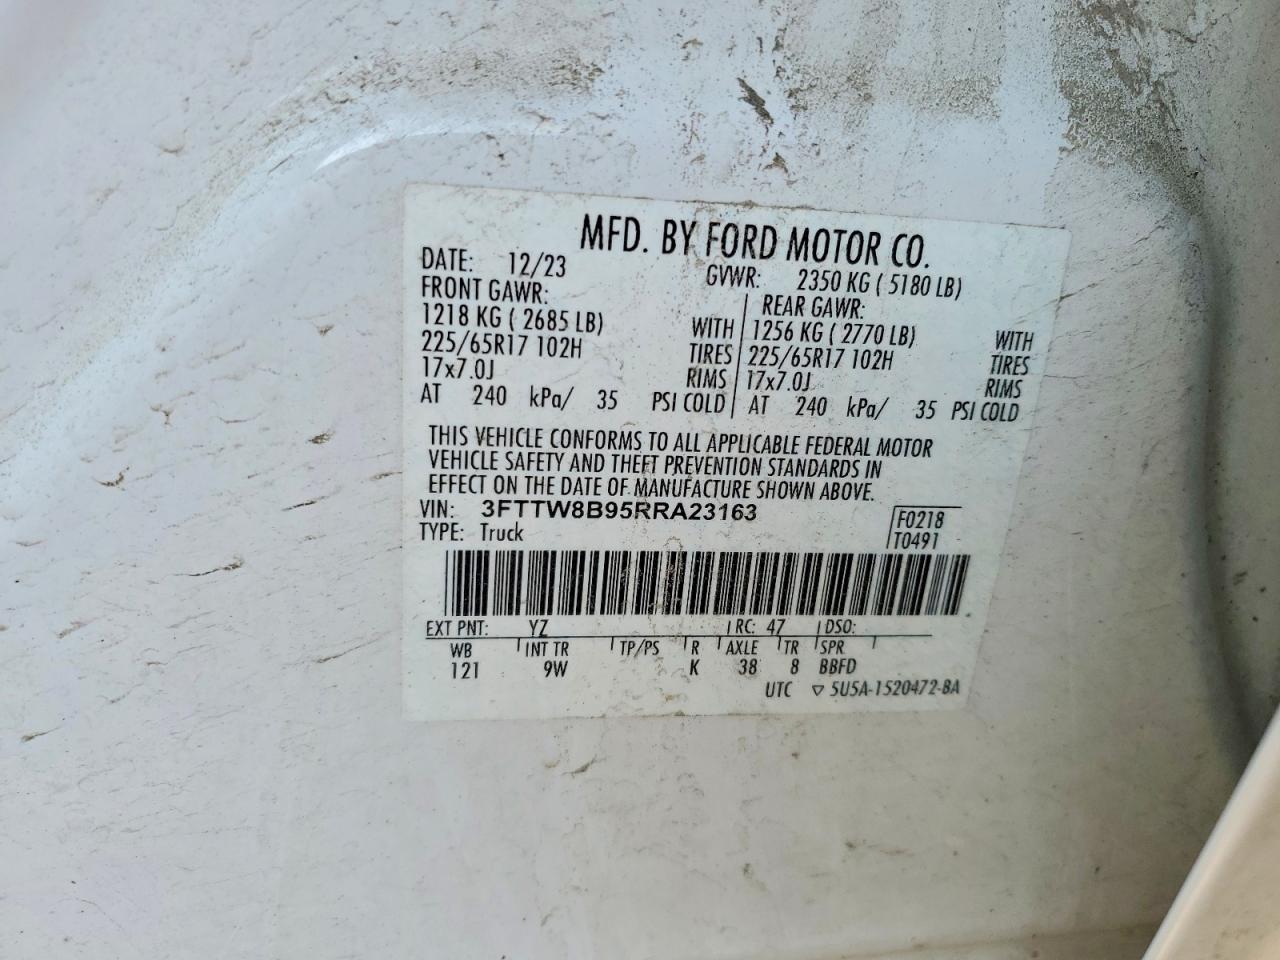 MFD. BY FORD MOTOR CO.
DATE: 12/23 GVWR: 2350 KG ( 5180 LB)
FRONT GAWR: REAR GAWR:
1218 KG ( 2685 LB) WITH 1256 KG ( 2770 LB) WITH
225/65R17 102H TIRES 225/65R17 102H TIRES
17x7.0J RIMS 17x7.0J RIMS
AT 240 kPa/ 35 PSI COLD AT 240 kPa/ 35 PSI COLD
THIS VEHICLE CONFORMS TO ALL APPLICABLE FEDERAL MOTOR
VEHICLE SAFETY AND THEFT PREVENTION STANDARDS IN
EFFECT ON THE DATE OF MANUFACTURE SHOWN ABOVE.
VIN: 3FTTW8B95RRA23163 F0218
TYPE: Truck T0491
EXT PNT: YZ RC: 47 DSO:
WB INT TR TP/PS R AXLE TR SPR
121 9W K 38 8 BBFD
UTC ▽ 5U5A-1520472-BA